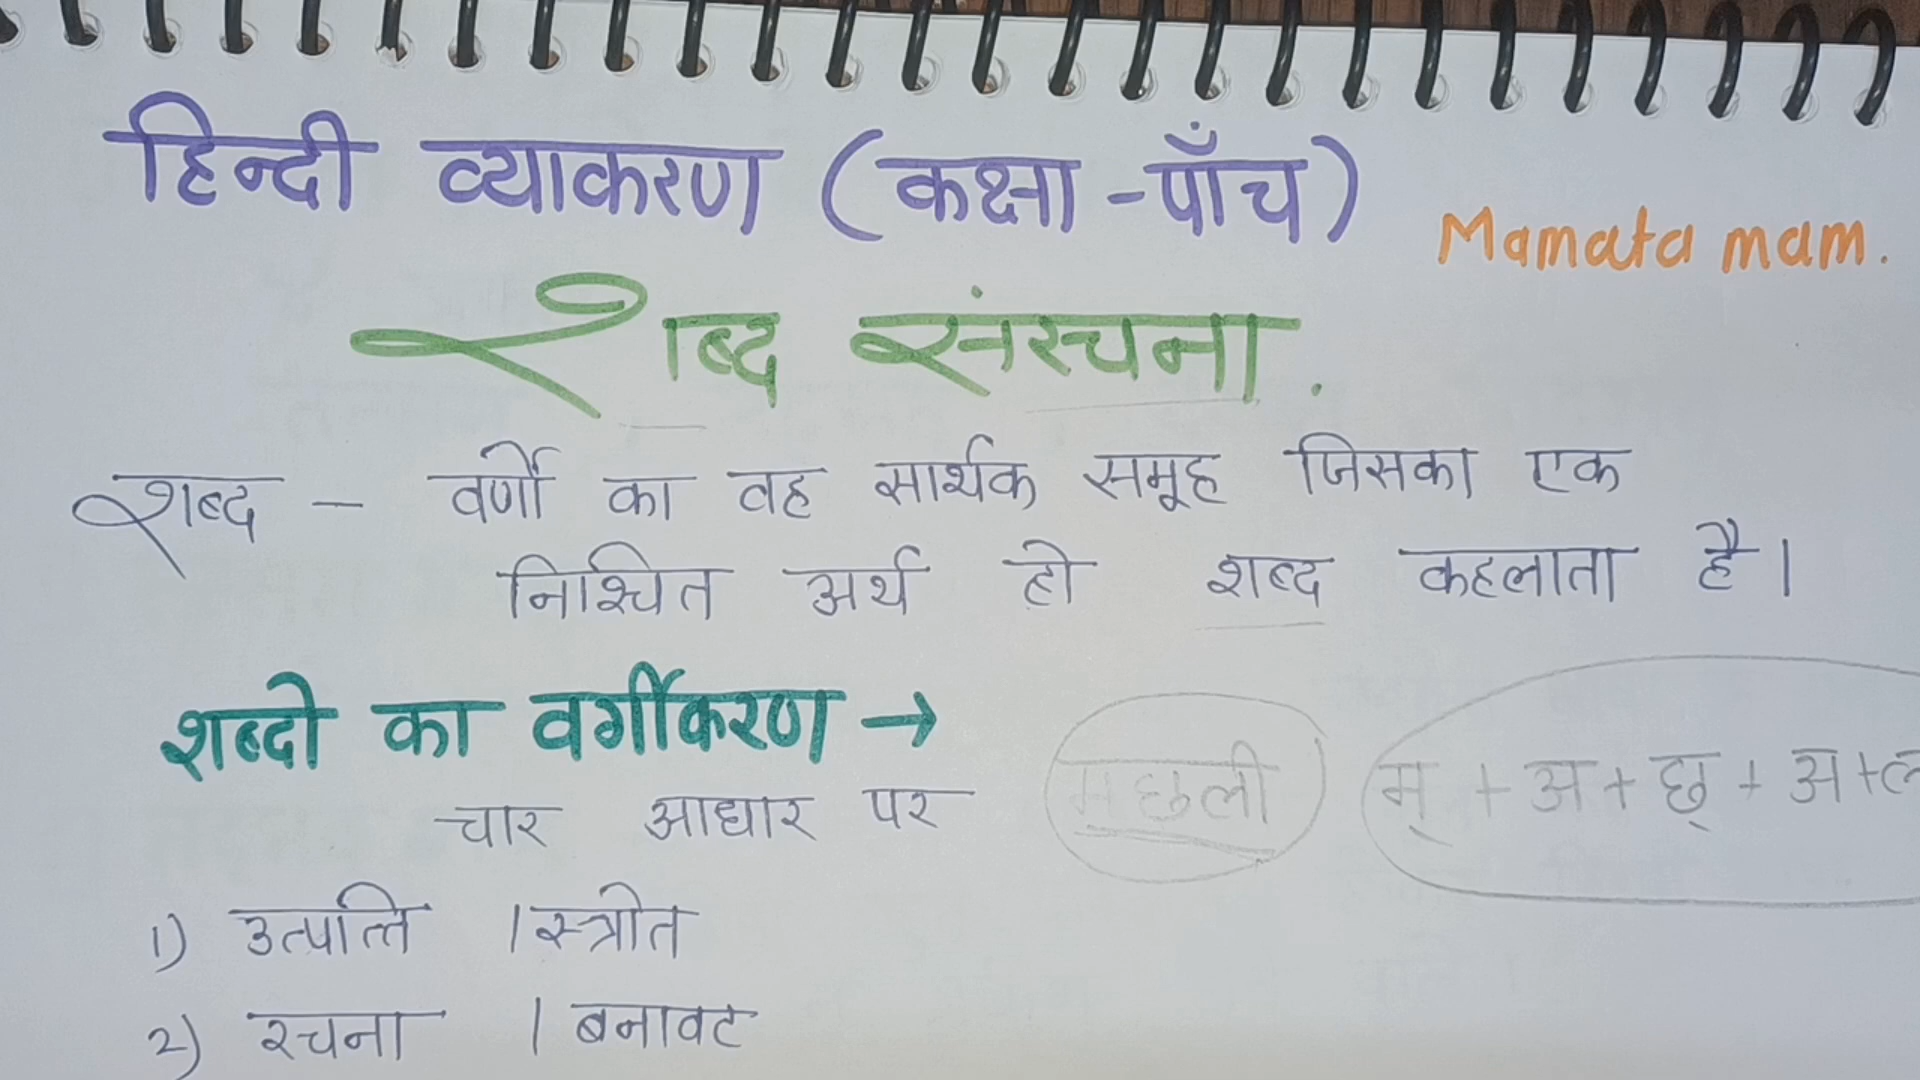 हिन्दी व्याकरण (कक्षा - पाँच)
Mamata mam.
शब्द संरचना.
शब्द - वर्णों का वह सार्थक समूह जिसका एक
निश्चित अर्थ हो शब्द कहलाता है।
शब्दों का वर्गीकरण →
चार आधार पर
मछली
म् + अ + छ् + अ + ल
1) उत्पत्ति / स्त्रोत
2) रचना / बनावट